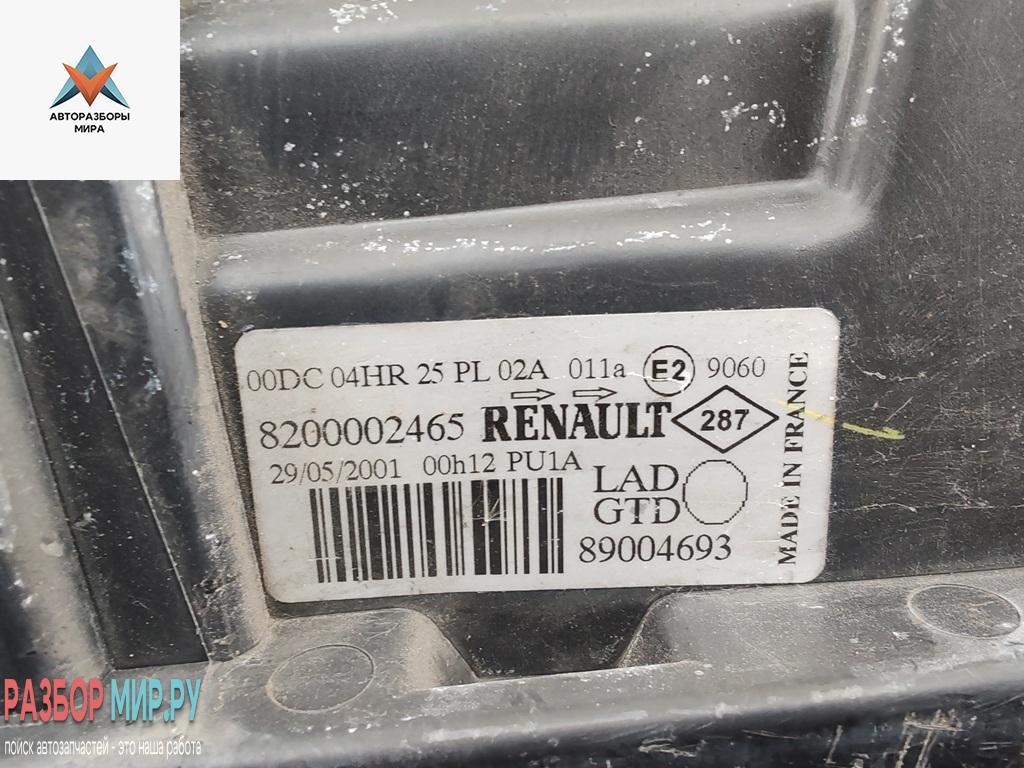 АВТОРАЗБОРЫ
МИРА
00DC 04HR 25 PL 02A 011a E2 9060
8200002465 RENAULT 287
29/05/2001 00h12 PU1A
LAD
GTD
89004693
MADE IN FRANCE
РАЗБОР МИР.РУ
поиск автозапчастей - это наша работа